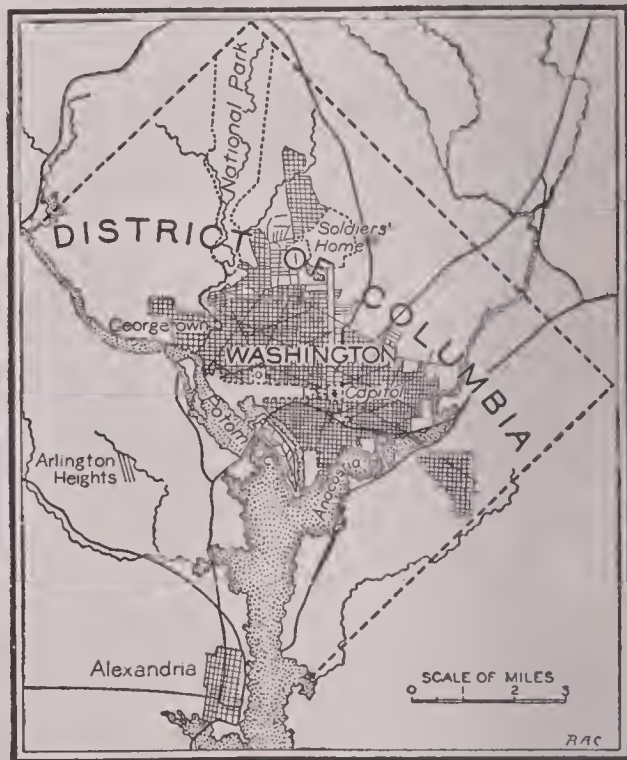 National Park
DISTRICT OF COLUMBIA
Soldiers'
Home
Georgetown
WASHINGTON
Capitol
Potom
Arlington
Heights
Anacostia
Alexandria
SCALE OF MILES
0 1 2 3
RAC